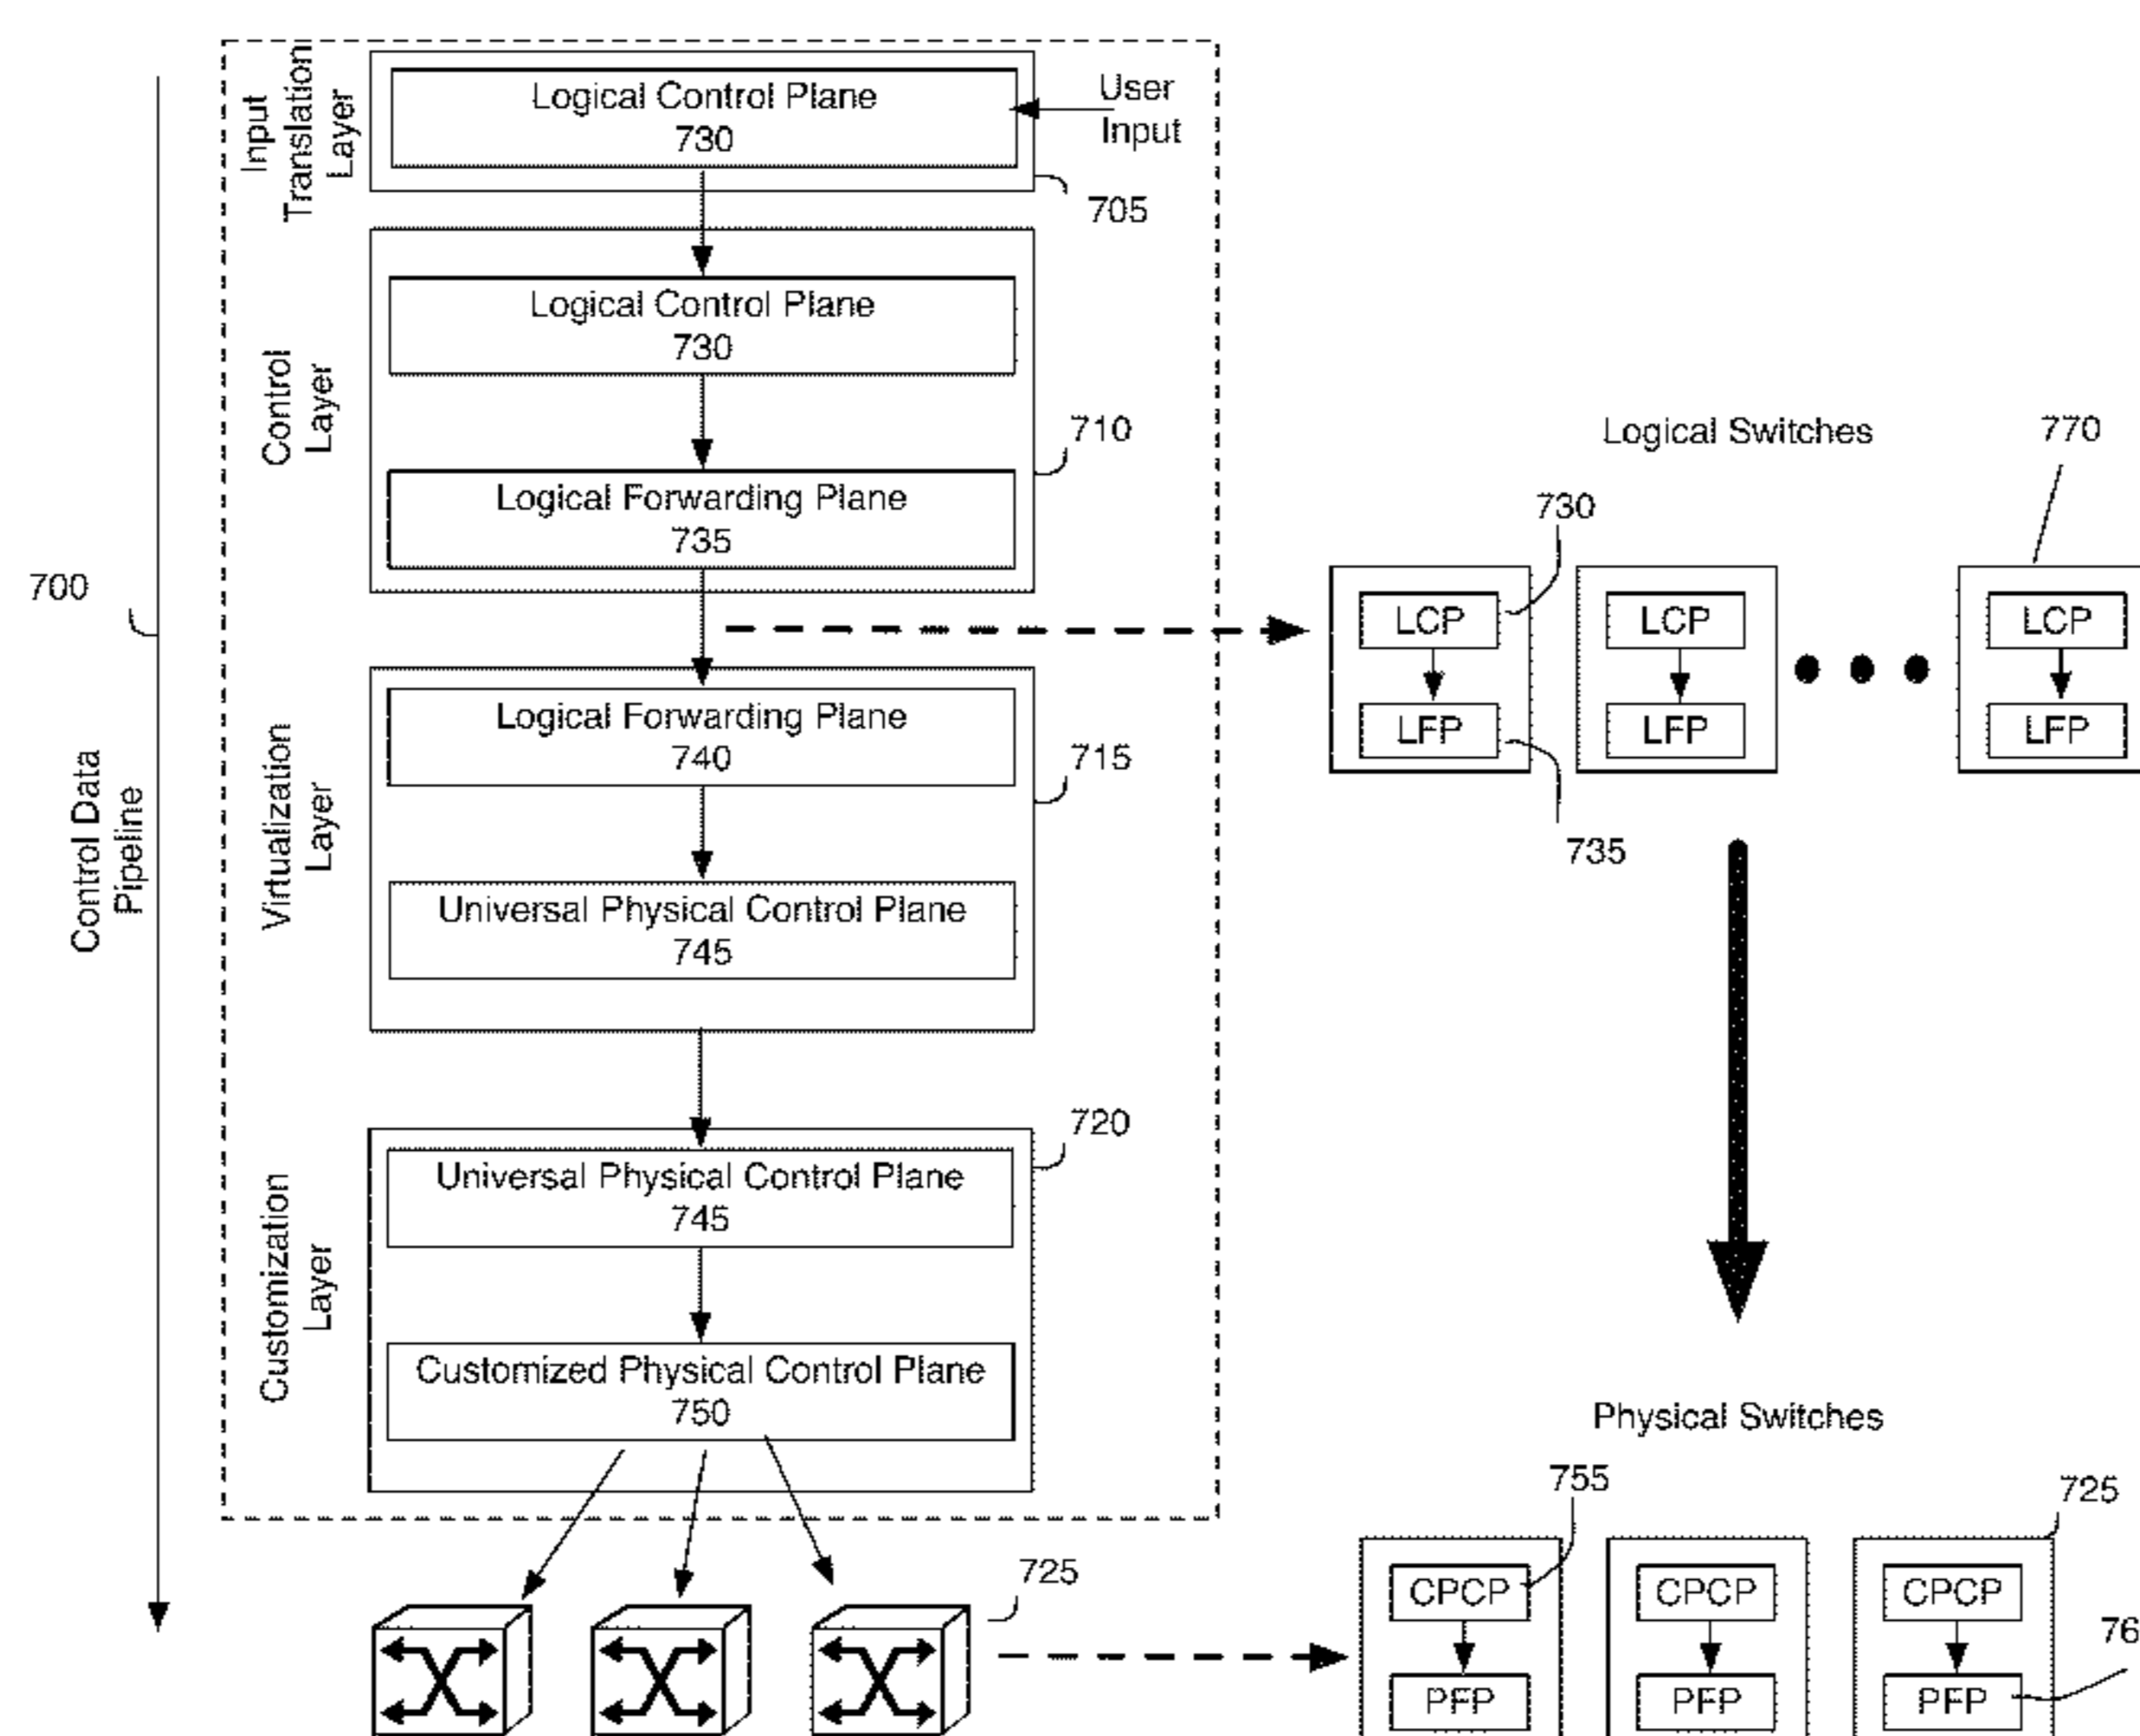 700
Control Data
Pipeline
Input
Translation
Layer
Logical Control Plane
730
User
Input
705
Control
Layer
Logical Control Plane
730
Logical Forwarding Plane
735
710
Virtualization
Layer
Logical Forwarding Plane
740
Universal Physical Control Plane
745
715
Customization
Layer
Universal Physical Control Plane
745
Customized Physical Control Plane
750
720
725
Logical Switches
770
730
LCP
LFP
735
LCP
LFP
LCP
LFP
Physical Switches
755
725
CPCP
PFP
CPCP
PFP
CPCP
PFP